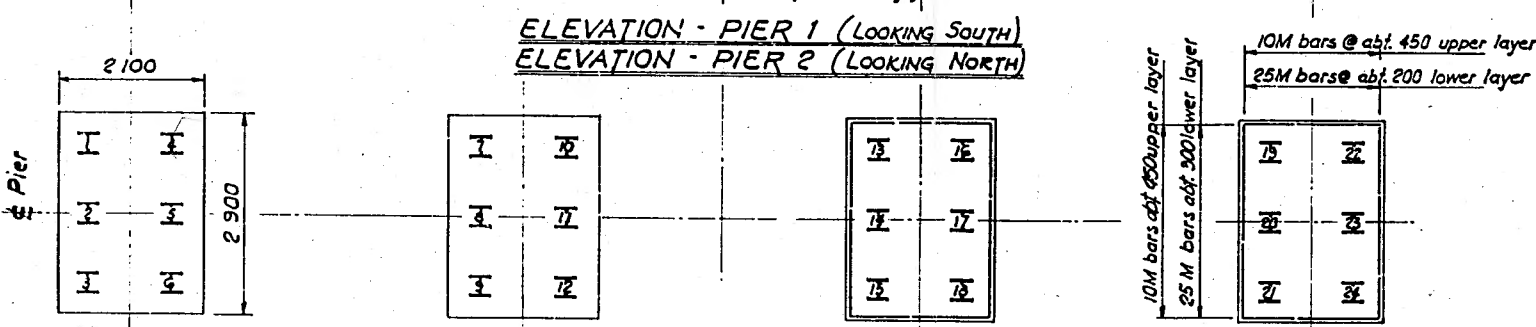 ELEVATION - PIER 1 (LOOKING SOUTH)
ELEVATION - PIER 2 (LOOKING NORTH)
2100
2900
℄ Pier
1 4
2 5
3 6
7 10
8 11
9 12
13 16
14 17
15 18
10M bars @ abt. 450 upper layer
25M bars @ abt. 200 lower layer
10M bars abt. 450 upper layer
25 M bars abt. 300 lower layer
19 22
20 23
21 24